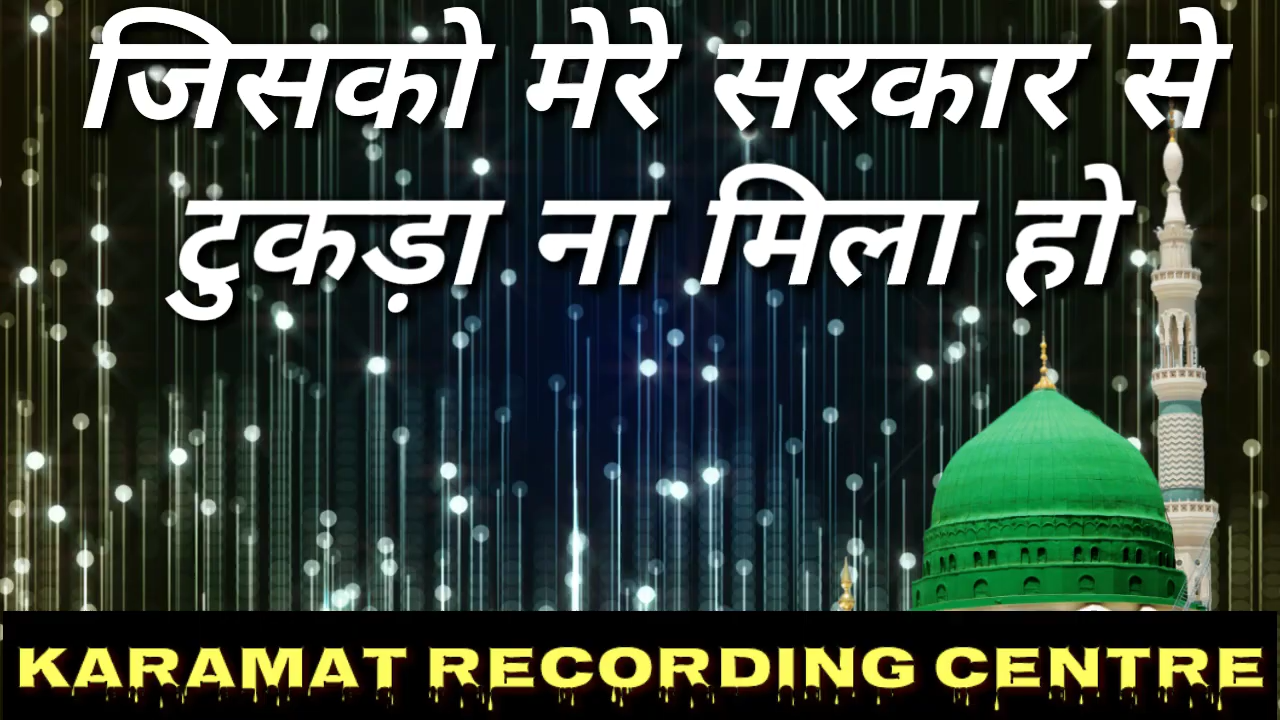 जिसको मेरे सरकार से
टुकड़ा ना मिला हो
KARAMAT RECORDING CENTRE